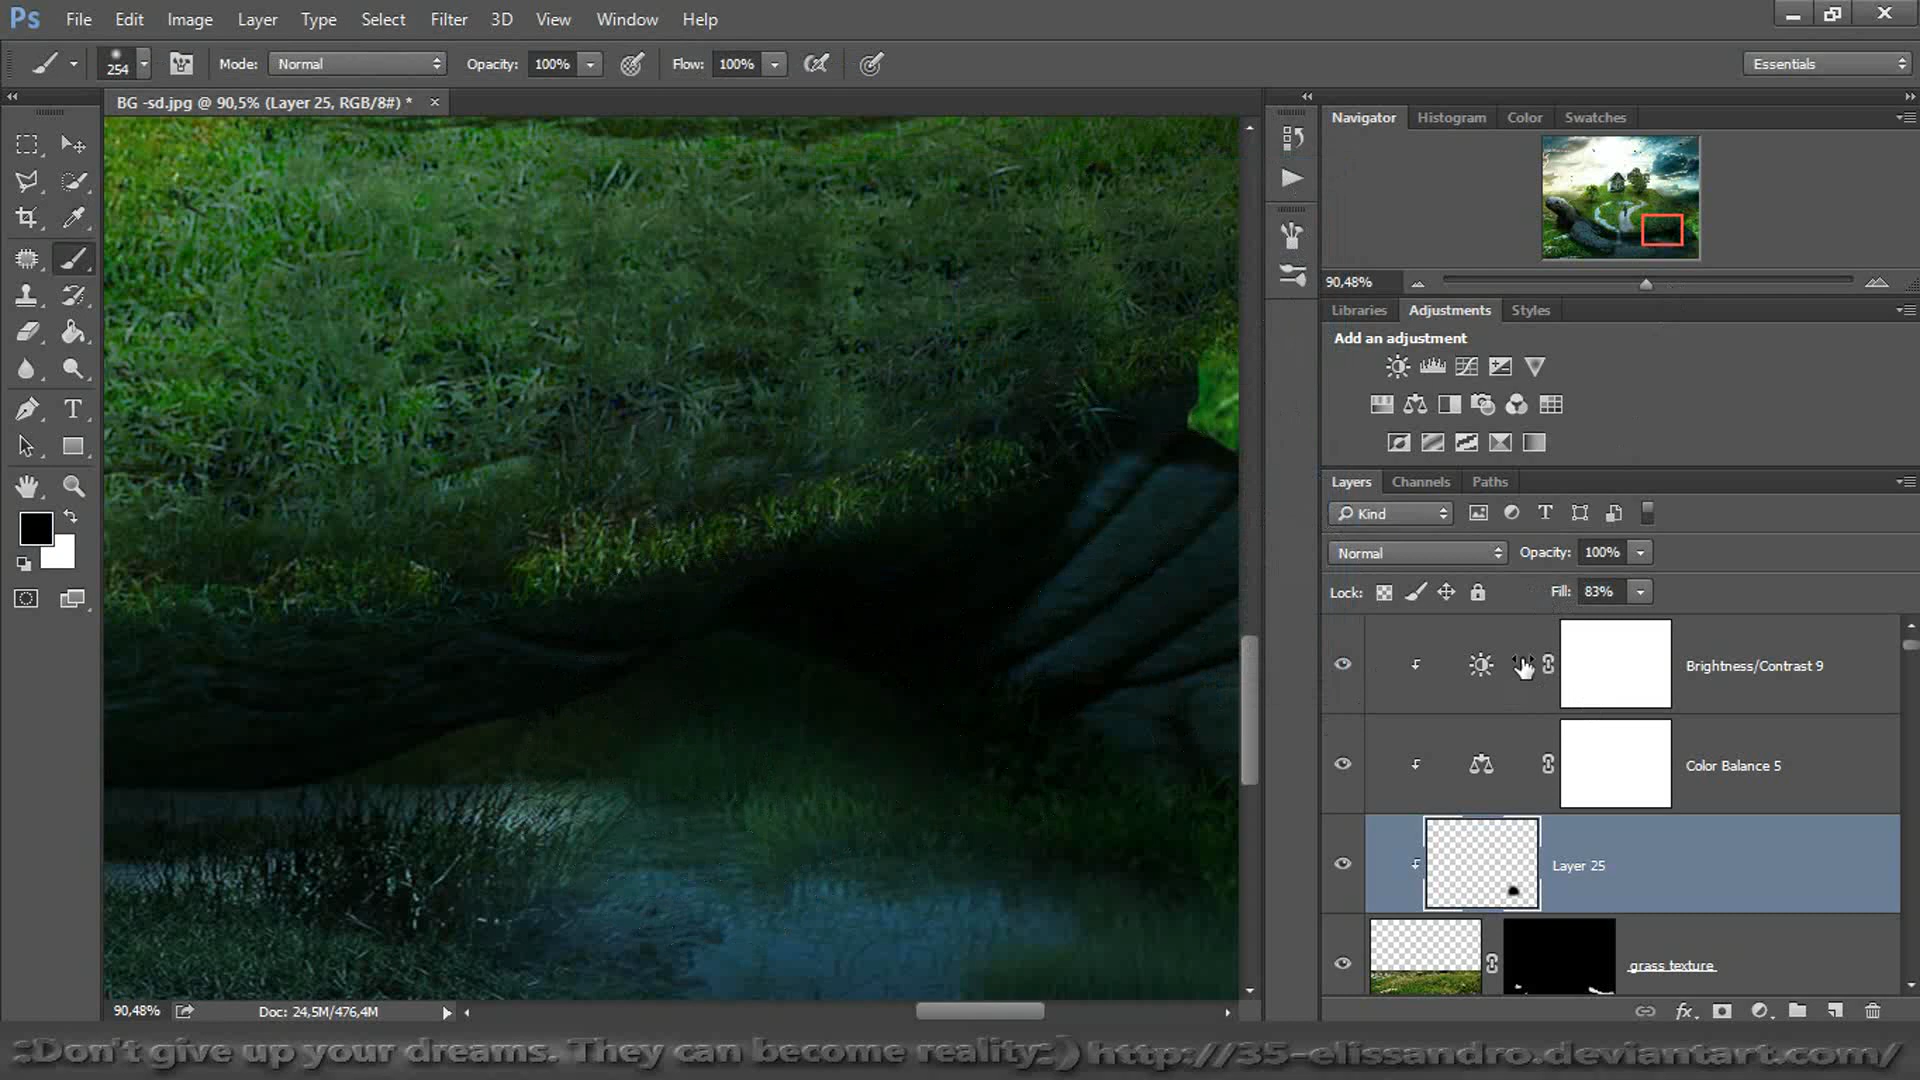 Ps File Edit Image Layer Type Select Filter 3D View Window Help
254 Mode: Normal Opacity: 100% Flow: 100% Essentials
BG -sd.jpg @ 90,5% (Layer 25, RGB/8#) *
Navigator Histogram Color Swatches
90,48%
Libraries Adjustments Styles
Add an adjustment
Layers Channels Paths
Kind
Normal Opacity: 100%
Lock: Fill: 83%
Brightness/Contrast 9
Color Balance 5
Layer 25
grass texture
90,48% Doc: 24,5M/476,4M
::Don't give up your dreams. They can become reality:;) http://35-elissandro.deviantart.com/